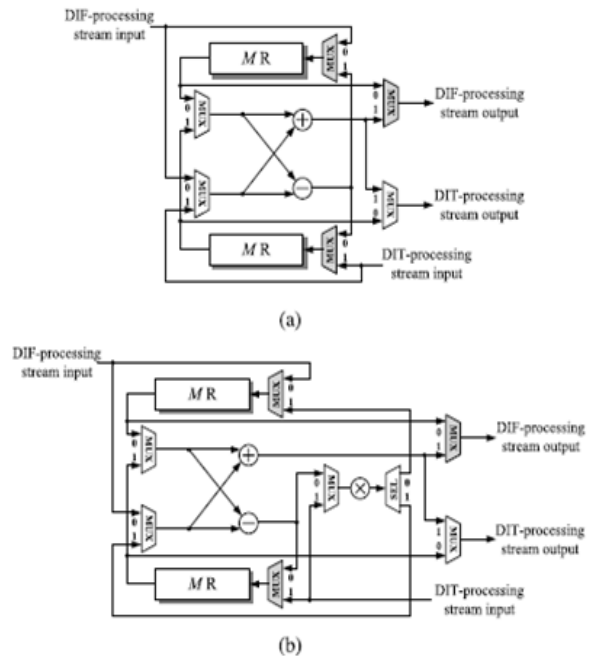 DIF-processing
stream input
M R
MUX
0
1
MUX
0
1
MUX
0
1
DIF-processing
stream output
+
MUX
0
1
−
MUX
1
0
DIT-processing
stream output
M R
MUX
0
1
DIT-processing
stream input
(a)
DIF-processing
stream input
M R
MUX
0
1
MUX
0
1
MUX
0
1
DIF-processing
stream output
+
MUX
0
1
×
SEL
0
1
MUX
0
1
−
MUX
1
0
DIT-processing
stream output
M R
MUX
0
1
DIT-processing
stream input
(b)